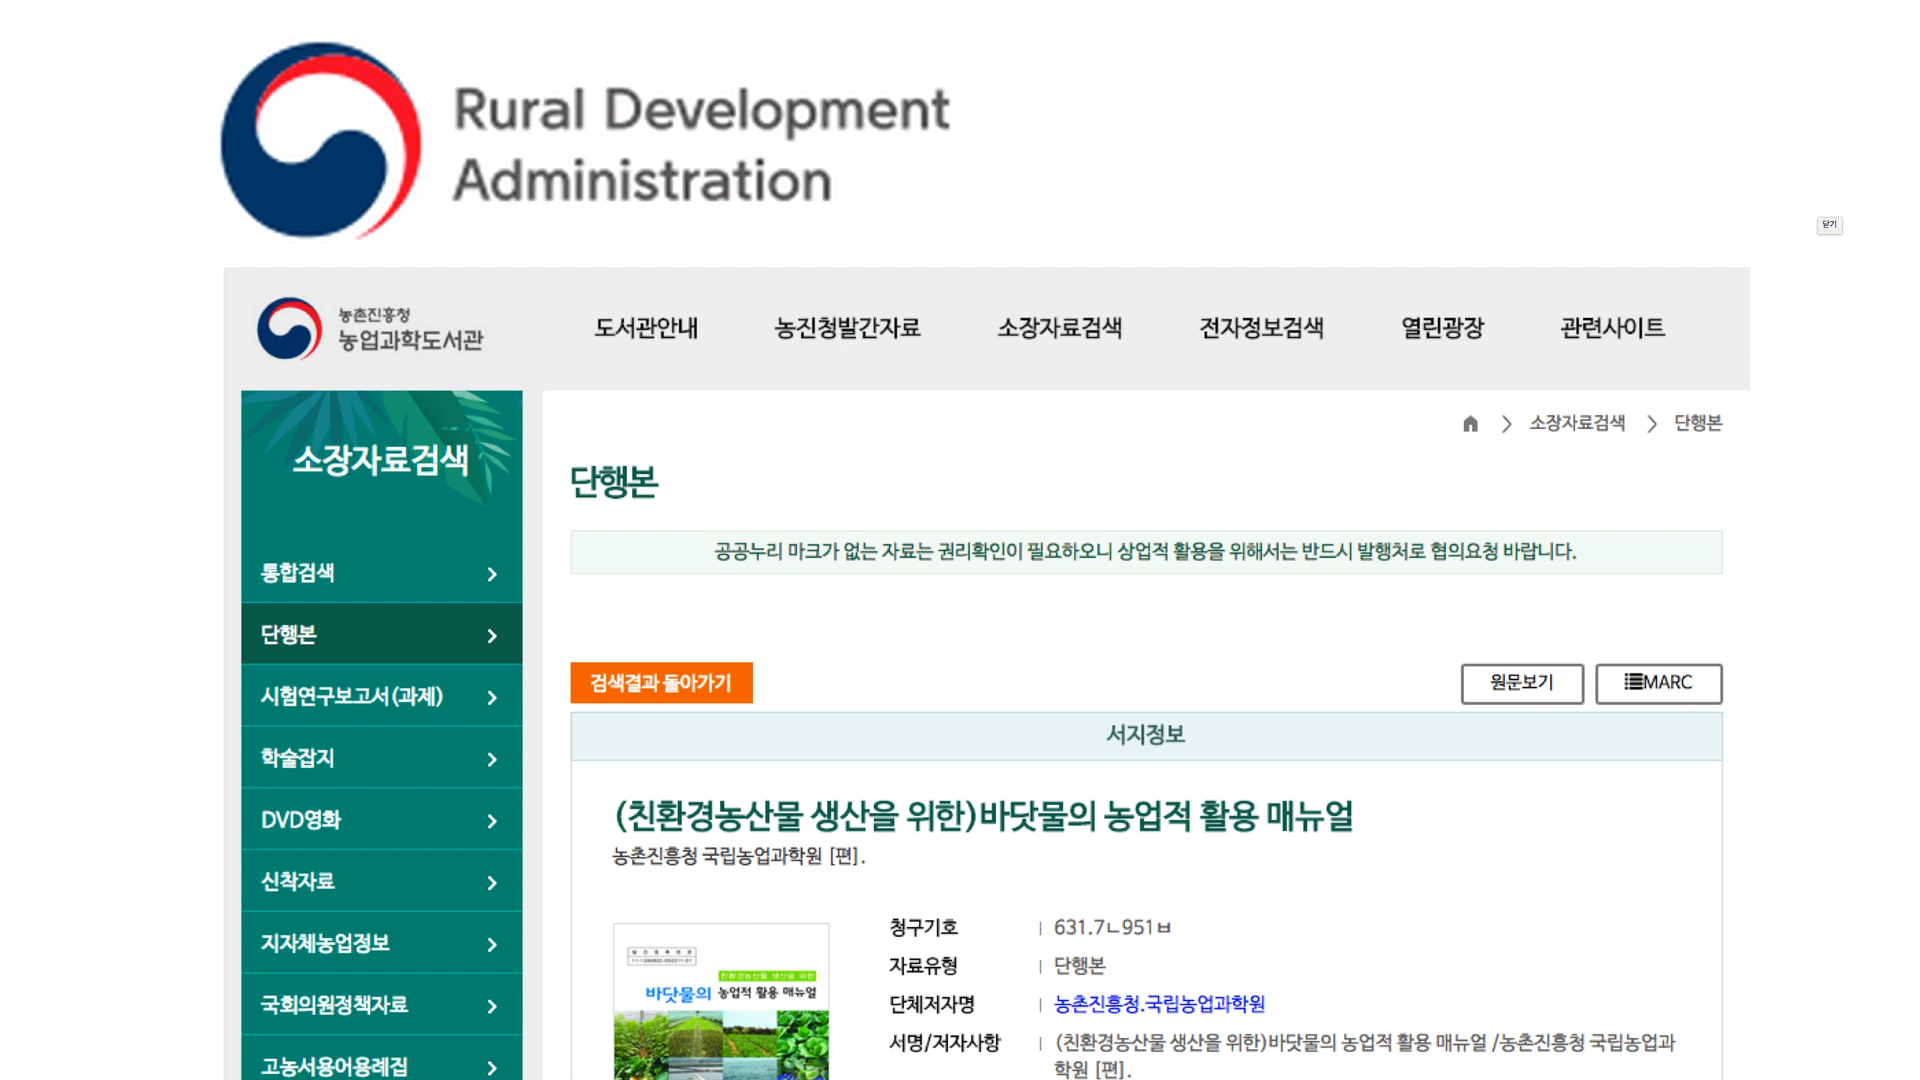 Rural Development
Administration
닫기
농촌진흥청
농업과학도서관
도서관안내
농진청발간자료
소장자료검색
전자정보검색
열린광장
관련사이트
소장자료검색
단행본
소장자료검색
단행본
공공누리 마크가 없는 자료는 권리확인이 필요하오니 상업적 활용을 위해서는 반드시 발행처로 협의요청 바랍니다.
통합검색
단행본
시험연구보고서(과제)
학술잡지
DVD영화
신착자료
지자체농업정보
국회의원정책자료
고농서용어용례집
검색결과 돌아가기
원문보기
MARC
서지정보
(친환경농산물 생산을 위한)바닷물의 농업적 활용 매뉴얼
농촌진흥청 국립농업과학원 [편].
친환경농산물 생산을 위한
바닷물의 농업적 활용 매뉴얼
청구기호 631.7ㄴ951ㅂ
자료유형 단행본
단체저자명 농촌진흥청.국립농업과학원
서명/저자사항 (친환경농산물 생산을 위한)바닷물의 농업적 활용 매뉴얼 /농촌진흥청 국립농업과
학원 [편].